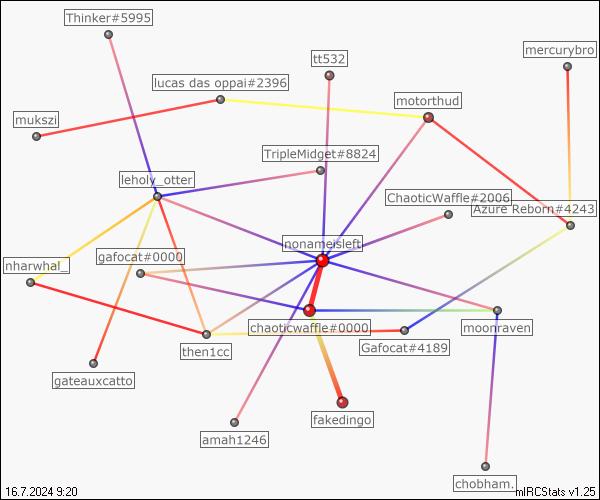 Thinker#5995
mercurybro
tt532
lucas das oppai#2396
motorthud
mukszi
TripleMidget#8824
leholy_otter
ChaoticWaffle#2006
Azure Reborn#4243
nonameisleft
gafocat#0000
nharwhal_
chaoticwaffle#0000
moonraven
then1cc
Gafocat#4189
gateauxcatto
fakedingo
amah1246
chobham.
16.7.2024 9:20
mIRCStats v1.25